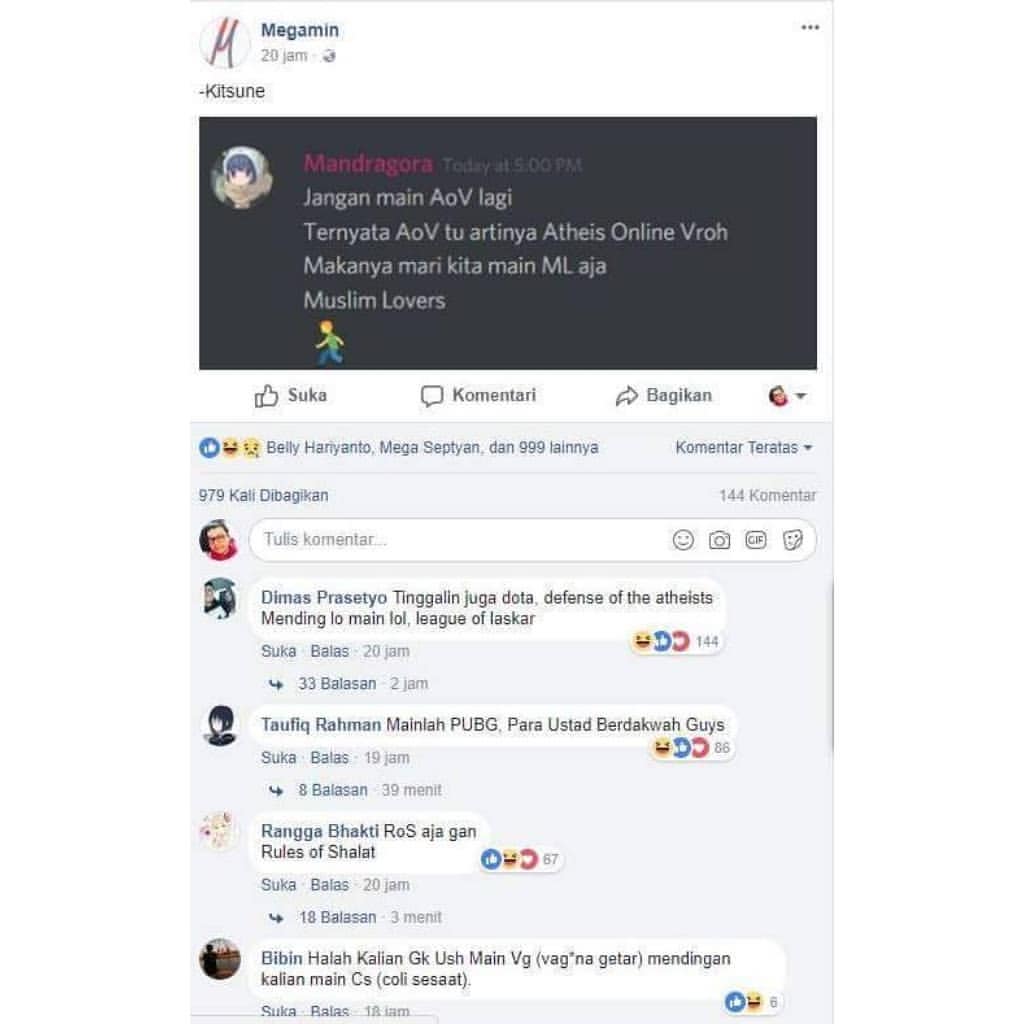 Megamin
20 jam ·
-Kitsune
Mandragora Today at 5:00 PM
Jangan main AoV lagi
Ternyata AoV tu artinya Atheis Online Vroh
Makanya mari kita main ML aja
Muslim Lovers
Suka Komentari Bagikan
Belly Hariyanto, Mega Septyan, dan 999 lainnya Komentar Teratas
979 Kali Dibagikan 144 Komentar
Tulis komentar... GIF
Dimas Prasetyo Tinggalin juga dota, defense of the atheists
Mending lo main lol, league of laskar
144
Suka · Balas · 20 jam
33 Balasan · 2 jam
Taufiq Rahman Mainlah PUBG, Para Ustad Berdakwah Guys
86
Suka · Balas · 19 jam
8 Balasan · 39 menit
Rangga Bhakti RoS aja gan
Rules of Shalat
67
Suka · Balas · 20 jam
18 Balasan · 3 menit
Bibin Halah Kalian Gk Ush Main Vg (vag*na getar) mendingan
kalian main Cs (coli sesaat).
6
Suka · Balas · 18 jam